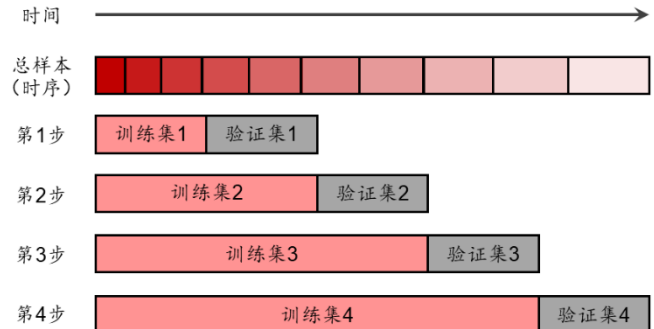 时间
总样本
(时序)
第1步
训练集1 验证集1
第2步
训练集2 验证集2
第3步
训练集3 验证集3
第4步
训练集4 验证集4